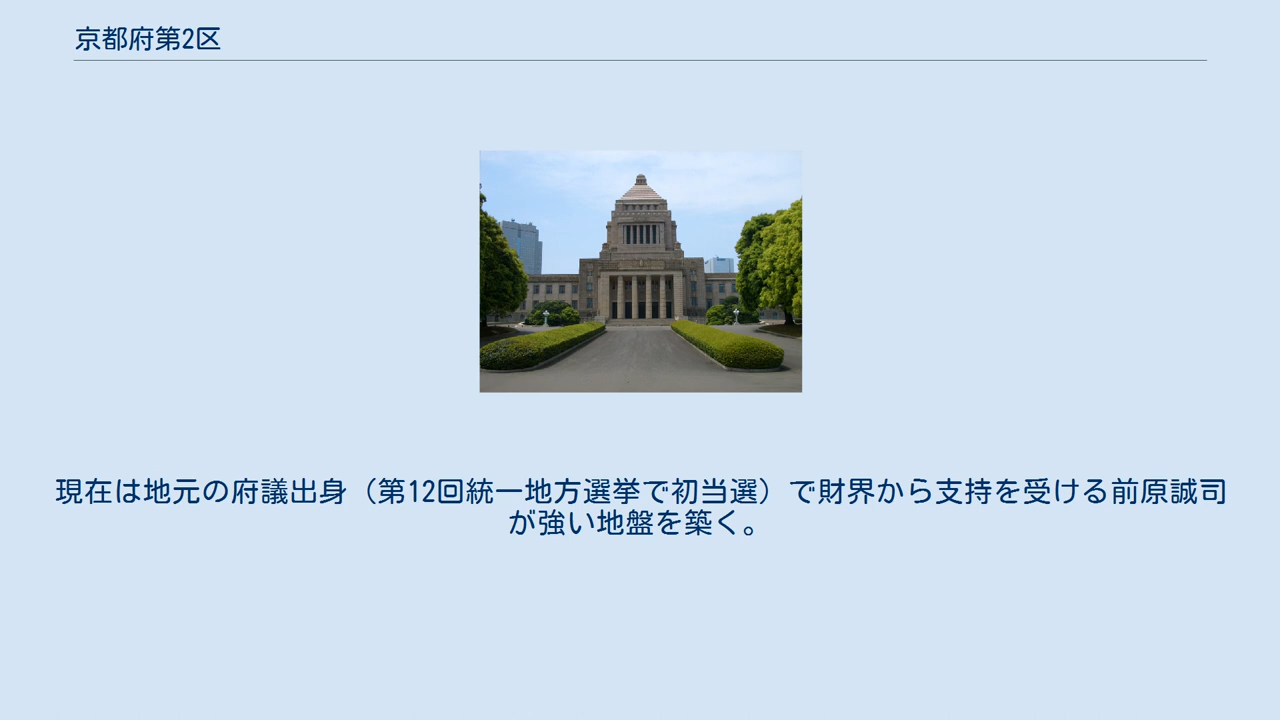 京都府第2区
現在は地元の府議出身（第12回統一地方選挙で初当選）で財界から支持を受ける前原誠司
が強い地盤を築く。